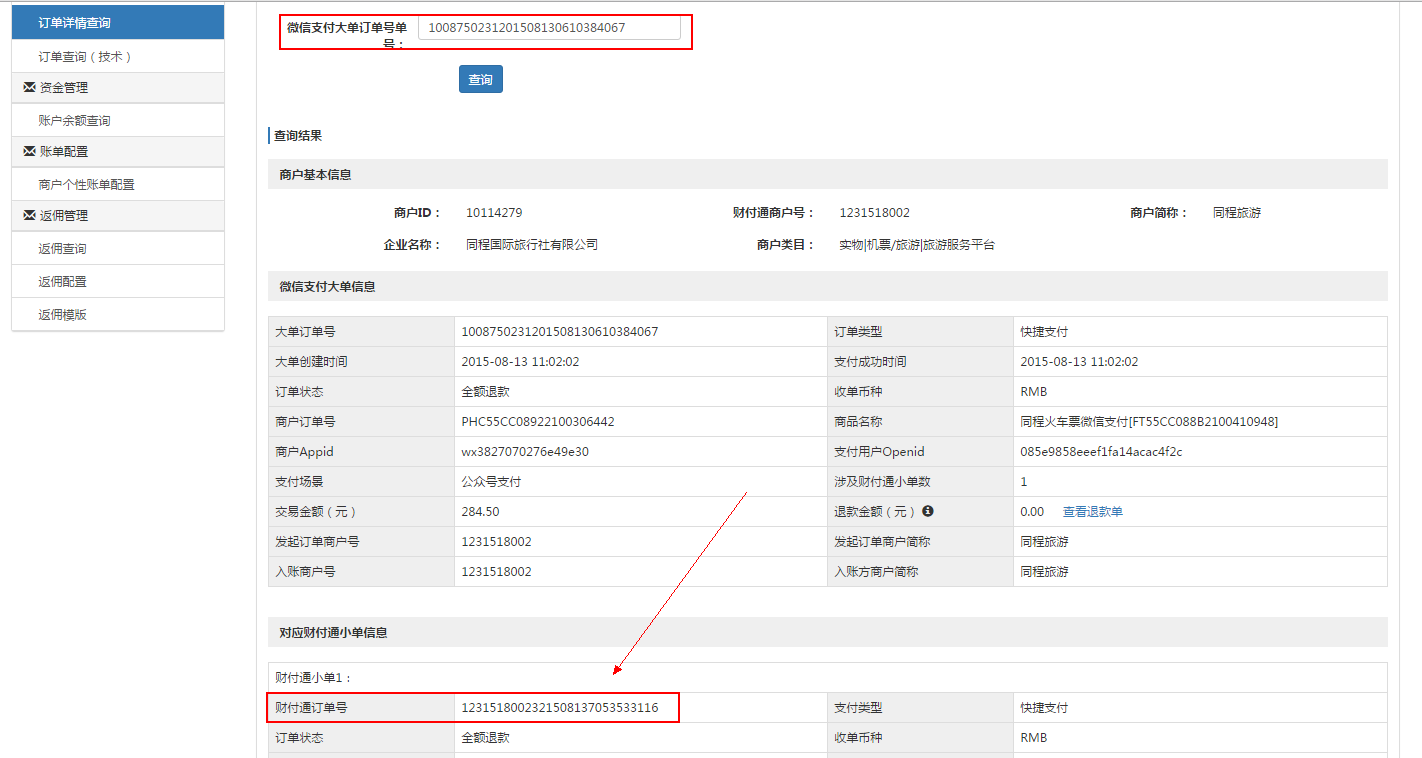 订单详情查询
订单查询（技术）
资金管理
账户余额查询
账单配置
商户个性账单配置
返佣管理
返佣查询
返佣配置
返佣模版
微信支付大单订单号单
号： 1008750231201508130610384067
查询
查询结果
商户基本信息
商户ID： 10114279 财付通商户号： 1231518002 商户简称： 同程旅游
企业名称： 同程国际旅行社有限公司 商户类目： 实物|机票/旅游|旅游服务平台
微信支付大单信息
大单订单号 1008750231201508130610384067 订单类型 快捷支付
大单创建时间 2015-08-13 11:02:02 支付成功时间 2015-08-13 11:02:02
订单状态 全额退款 收单币种 RMB
商户订单号 PHC55CC08922100306442 商品名称 同程火车票微信支付[FT55CC088B2100410948]
商户Appid wx3827070276e49e30 支付用户Openid 085e9858eeef1fa14acac4f2c
支付场景 公众号支付 涉及财付通小单数 1
交易金额（元） 284.50 退款金额（元） 0.00 查看退款单
发起订单商户号 1231518002 发起订单商户简称 同程旅游
入账商户号 1231518002 入账方商户简称 同程旅游
对应财付通小单信息
财付通小单1：
财付通订单号 1231518002321508137053533116 支付类型 快捷支付
订单状态 全额退款 收单币种 RMB